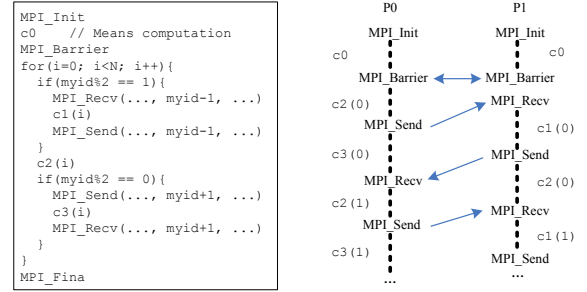 MPI_Init
c0 // Means computation
MPI_Barrier
for(i=0; i<N; i++){
if(myid%2 == 1){
MPI_Recv(..., myid-1, ...)
c1(i)
MPI_Send(..., myid-1, ...)
}
c2(i)
if(myid%2 == 0){
MPI_Send(..., myid+1, ...)
c3(i)
MPI_Recv(..., myid+1, ...)
}
}
MPI_Fina
P0 P1
MPI_Init MPI_Init
c0 c0
MPI_Barrier MPI_Barrier
c2(0) MPI_Recv
MPI_Send c1(0)
c3(0) MPI_Send
MPI_Recv c2(0)
c2(1) MPI_Recv
MPI_Send c1(1)
c3(1) MPI_Send
... ...